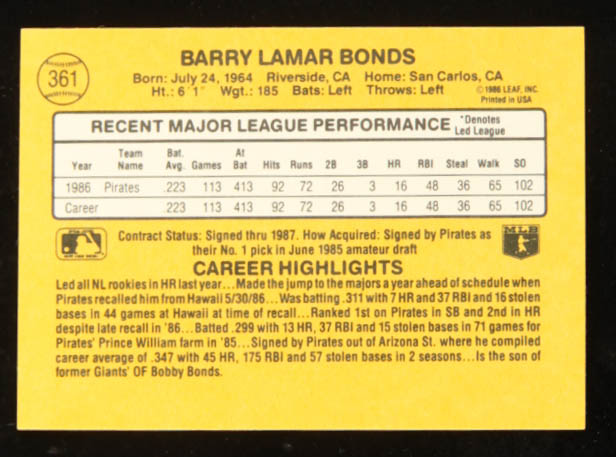 361
BARRY LAMAR BONDS
Born: July 24, 1964 Riverside, CA Home: San Carlos, CA
Ht.: 6'1" Wgt.: 185 Bats: Left Throws: Left
©1986 LEAF, INC.
Printed in USA
RECENT MAJOR LEAGUE PERFORMANCE *Denotes Led League
Year Team Name Bat. Avg. Games At Bat Hits Runs 2B 3B HR RBI Steal Walk SO
1986 Pirates .223 113 413 92 72 26 3 16 48 36 65 102
Career .223 113 413 92 72 26 3 16 48 36 65 102
Contract Status: Signed thru 1987. How Acquired: Signed by Pirates as
their No. 1 pick in June 1985 amateur draft
MLB
CAREER HIGHLIGHTS
Led all NL rookies in HR last year...Made the jump to the majors a year ahead of schedule when
Pirates recalled him from Hawaii 5/30/86...Was batting .311 with 7 HR and 37 RBI and 16 stolen
bases in 44 games at Hawaii at time of recall...Ranked 1st on Pirates in SB and 2nd in HR
despite late recall in '86...Batted .299 with 13 HR, 37 RBI and 15 stolen bases in 71 games for
Pirates' Prince William farm in '85...Signed by Pirates out of Arizona St. where he compiled
career average of .347 with 45 HR, 175 RBI and 57 stolen bases in 2 seasons...Is the son of
former Giants' OF Bobby Bonds.